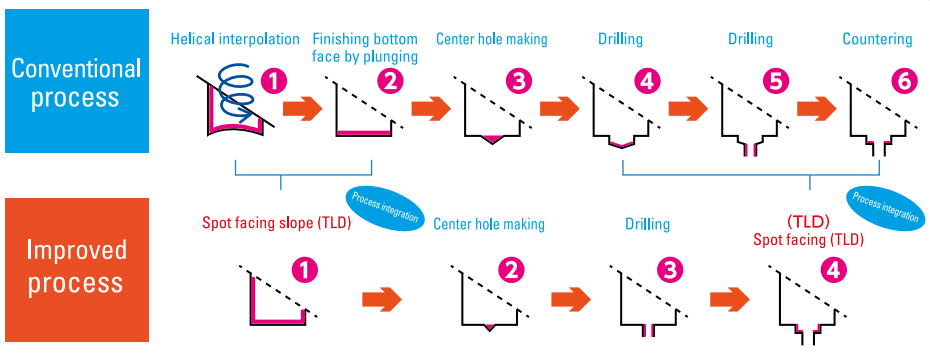 Conventional
process
Helical interpolation
Finishing bottom
face by plunging
Center hole making
Drilling
Drilling
Countering
1
2
3
4
5
6
Process integration
Process integration
Improved
process
Spot facing slope (TLD)
Center hole making
Drilling
(TLD)
Spot facing (TLD)
1
2
3
4